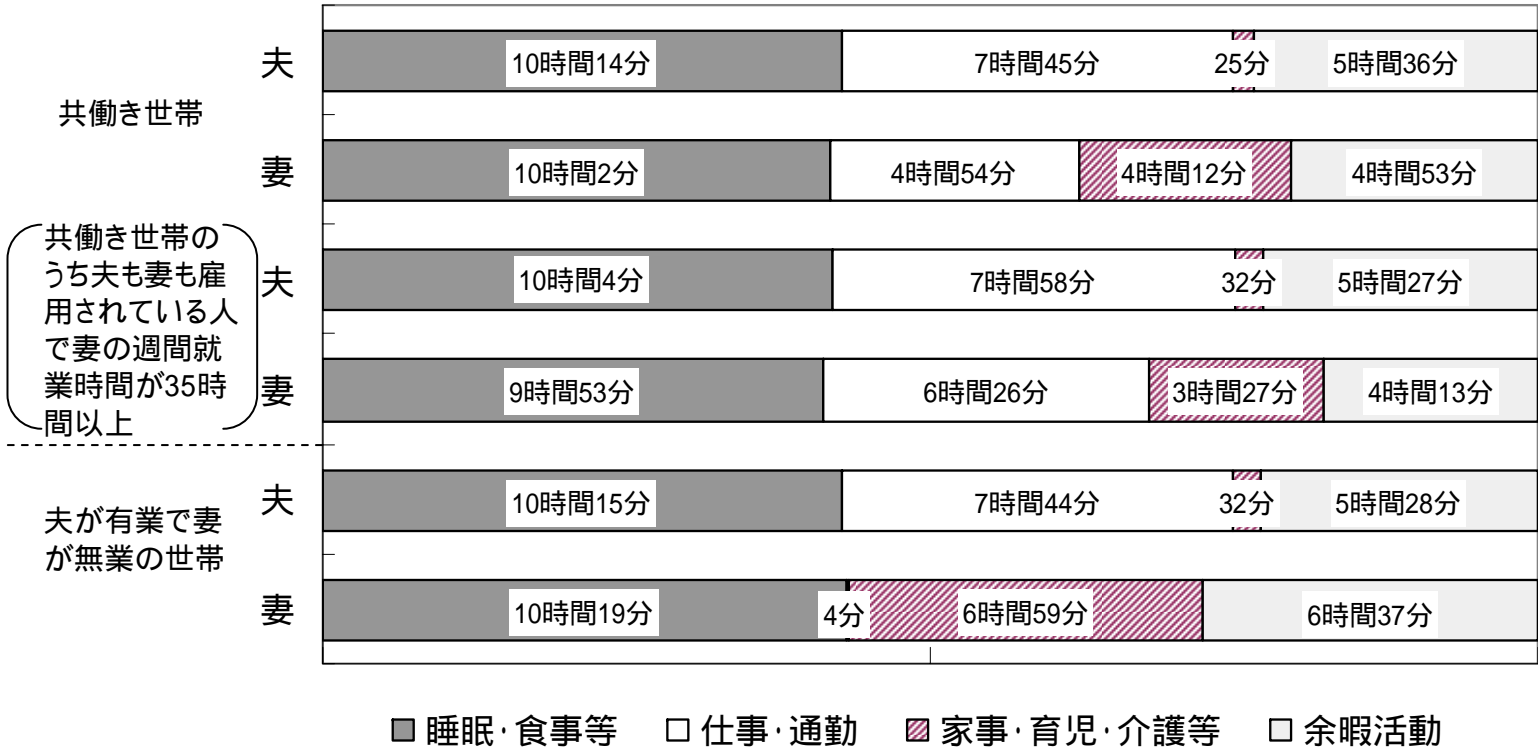 共働き世帯
夫
10時間14分 7時間45分 25分 5時間36分
妻
10時間2分 4時間54分 4時間12分 4時間53分
共働き世帯の
うち夫も妻も雇
用されている人
で妻の週間就
業時間が35時
間以上
夫
10時間4分 7時間58分 32分 5時間27分
妻
9時間53分 6時間26分 3時間27分 4時間13分
夫が有業で妻
が無業の世帯
夫
10時間15分 7時間44分 32分 5時間28分
妻
10時間19分 4分 6時間59分 6時間37分
睡眠・食事等 仕事・通勤 家事・育児・介護等 余暇活動